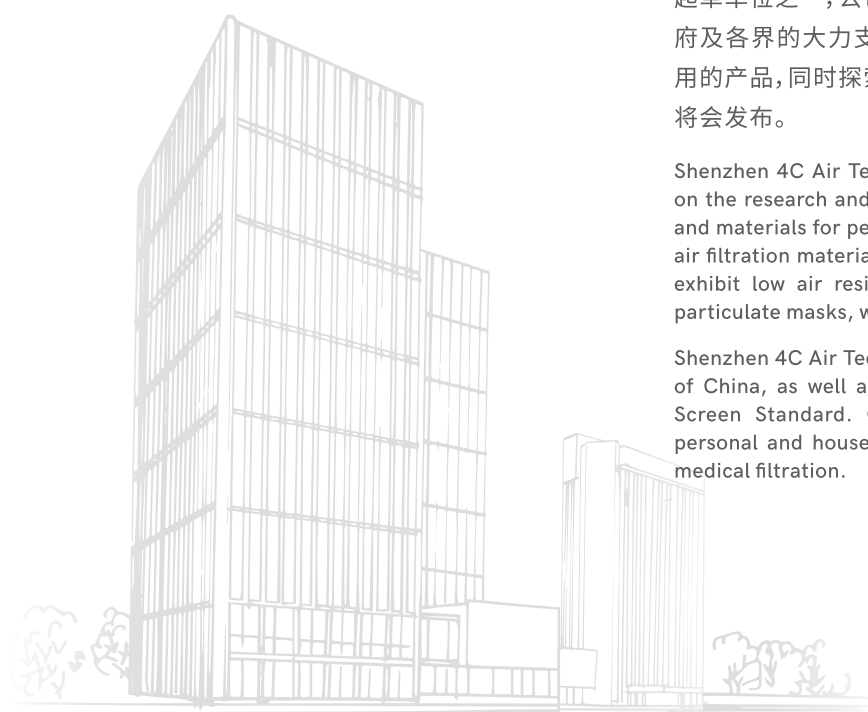 起草单位之一，公
府及各界的大力支
用的产品，同时探索
将会发布。
Shenzhen 4C Air Te
on the research and
and materials for pe
air filtration materia
exhibit low air resi
particulate masks, w
Shenzhen 4C Air Tec
of China, as well a
Screen Standard.
personal and house
medical filtration.